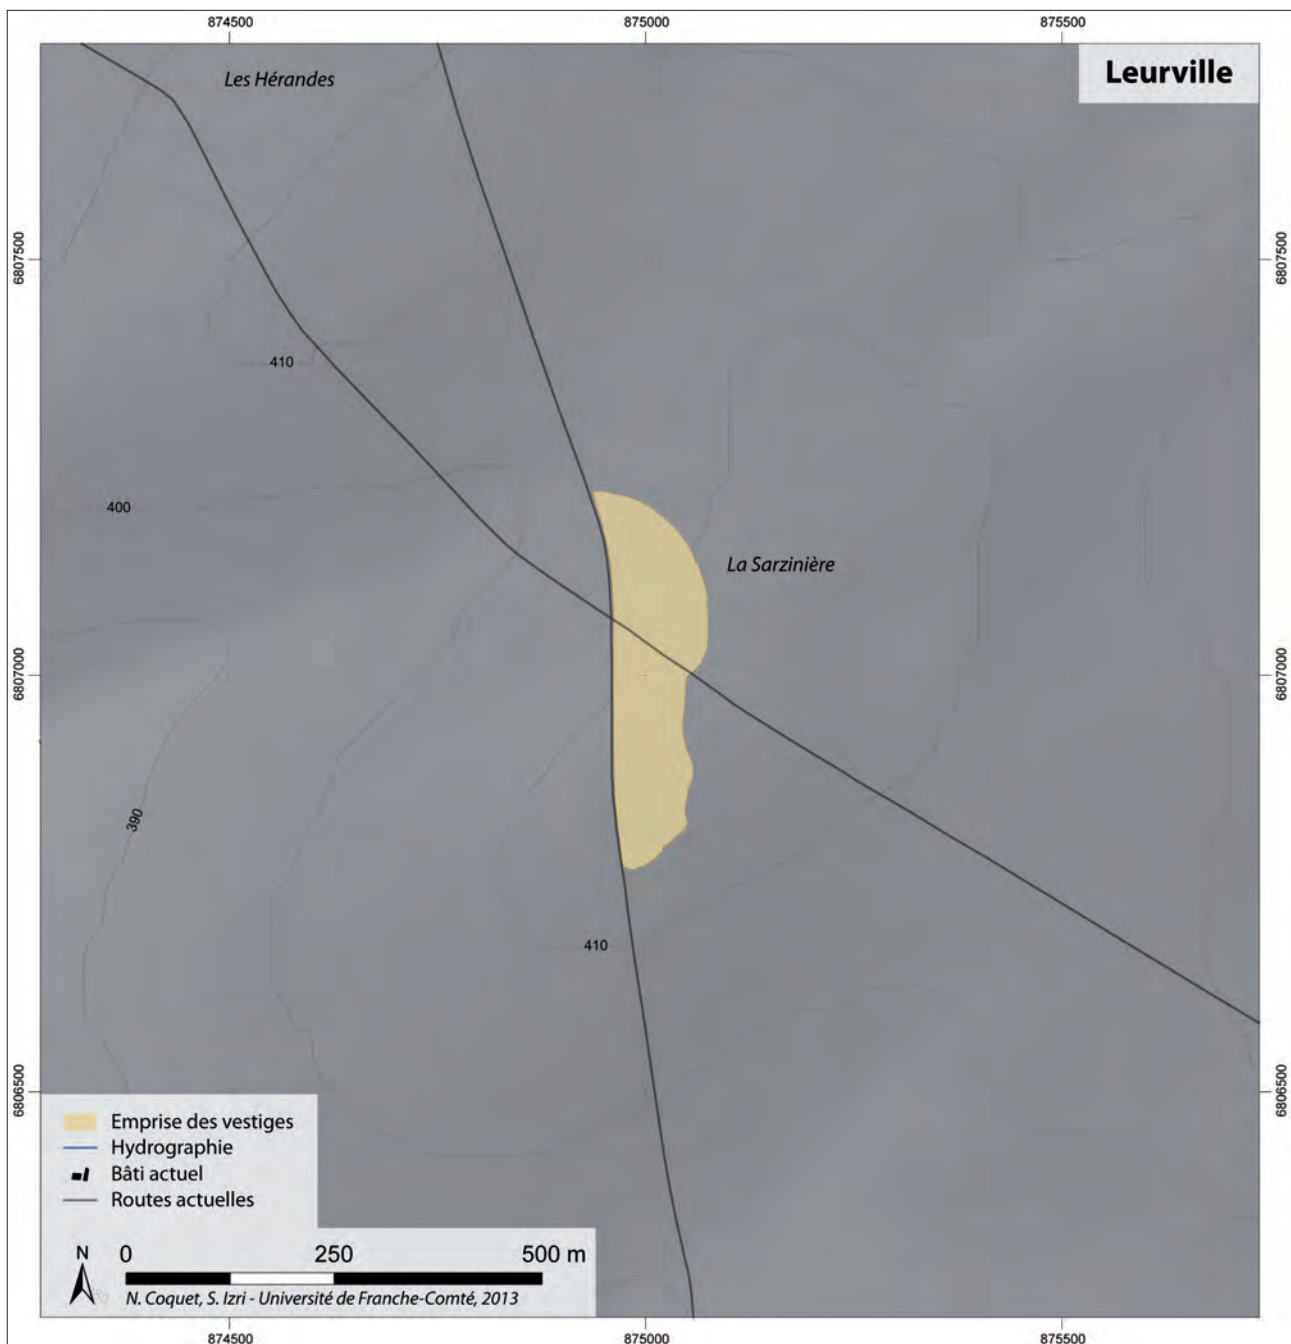 874500 875000 875500
Leurville
Les Hérandes
6807500 6807500
410
400
La Sarzinière
6807000 6807000
390
410
6806500 6806500
Emprise des vestiges
Hydrographie
Bâti actuel
Routes actuelles
N 0 250 500 m
N. Coquet, S. Izri - Université de Franche-Comté, 2013
874500 875000 875500